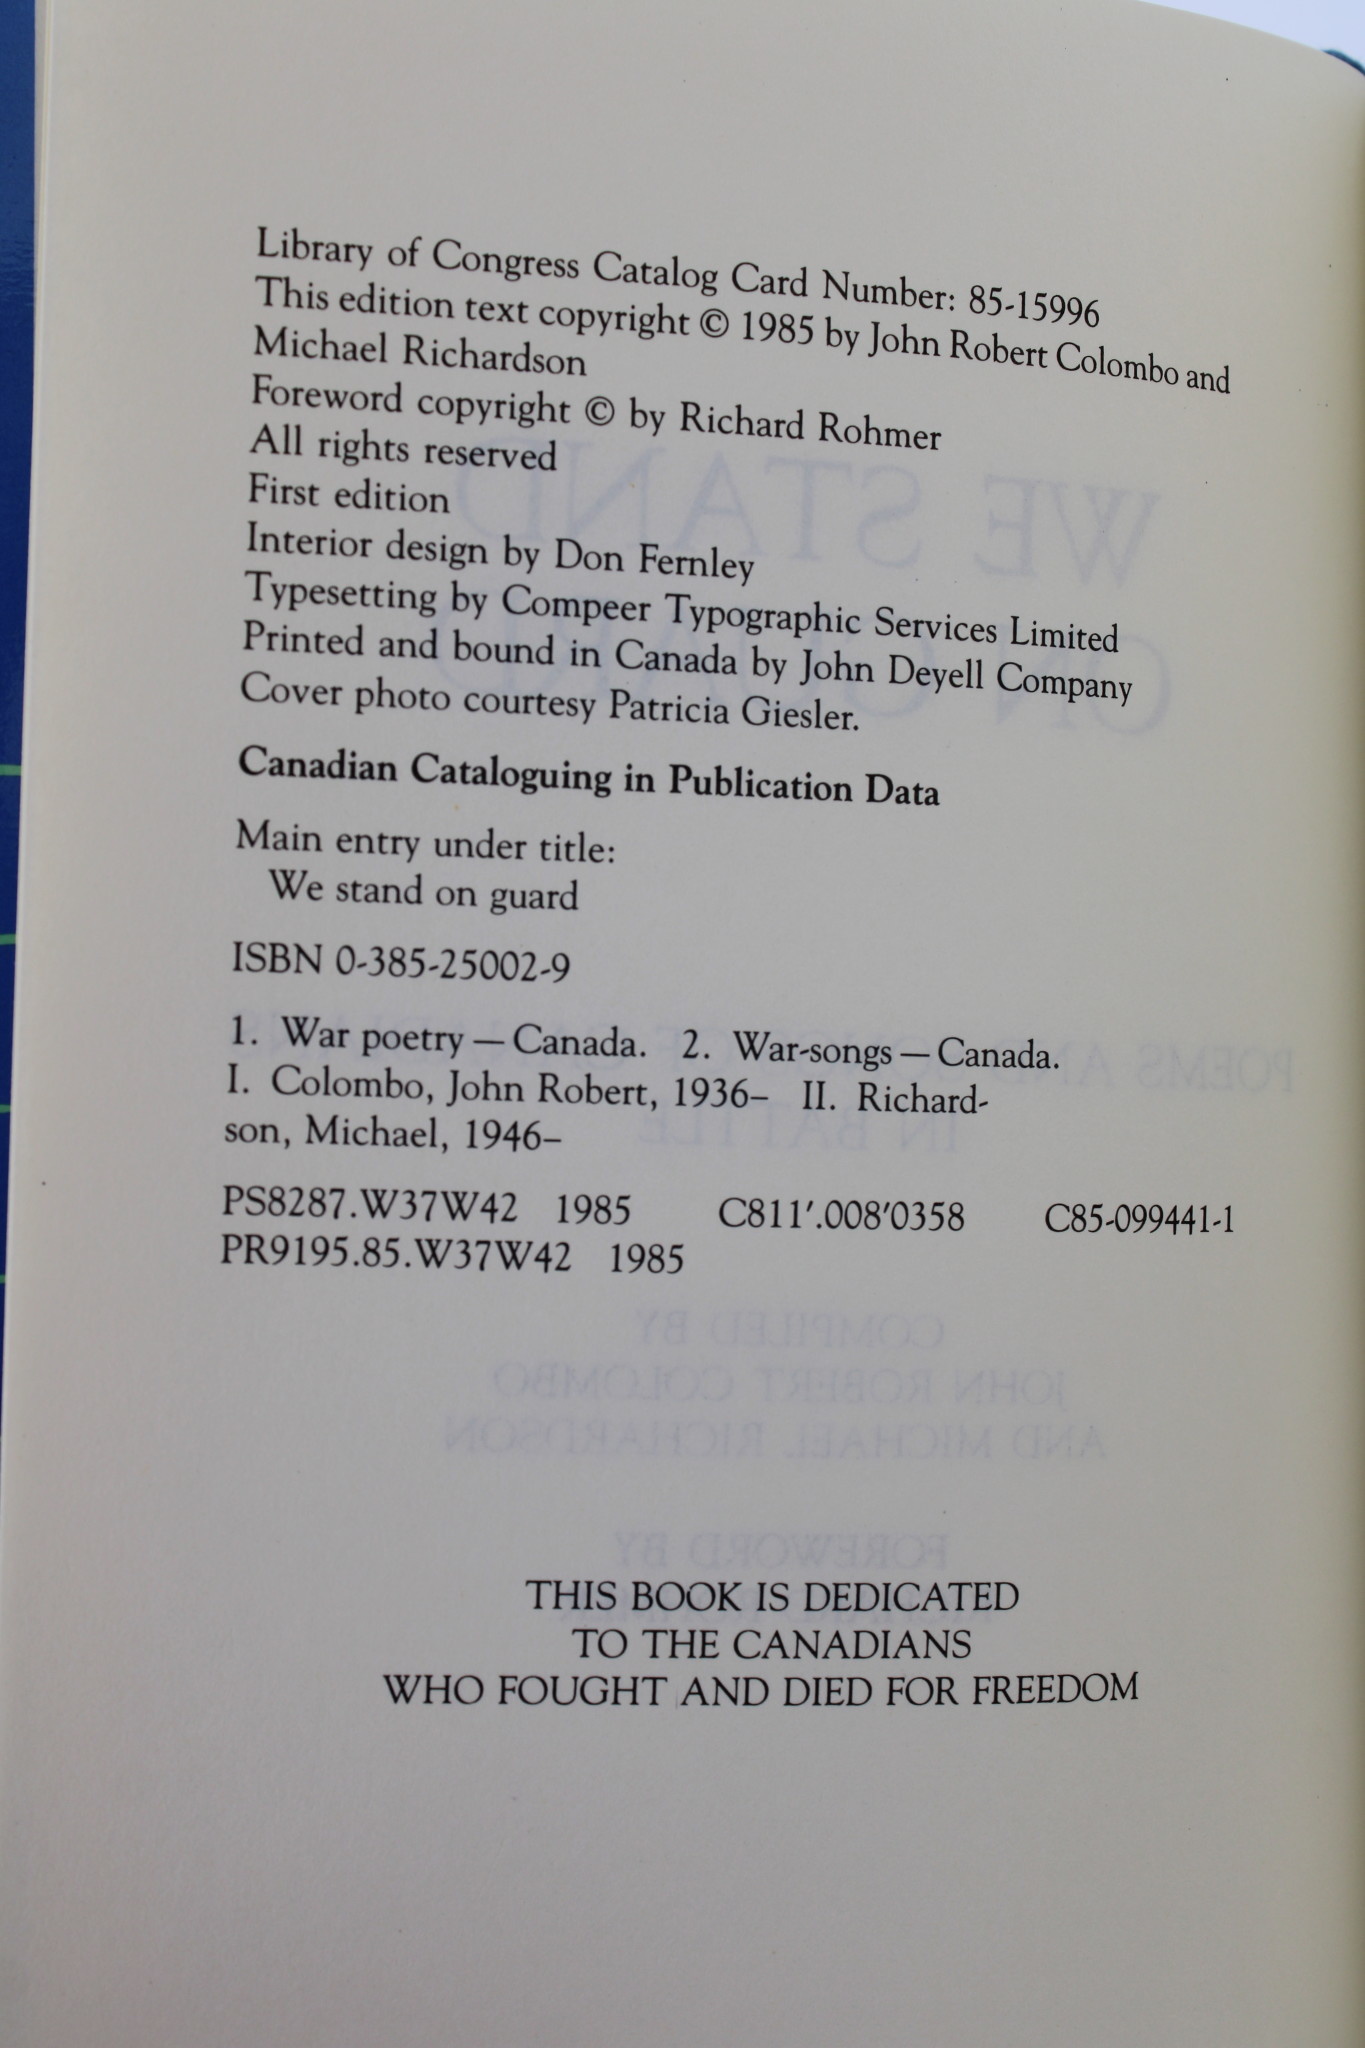 Library of Congress Catalog Card Number: 85-15996
This edition text copyright © 1985 by John Robert Colombo and
Michael Richardson
Foreword copyright © by Richard Rohmer
All rights reserved
First edition
Interior design by Don Fernley
Typesetting by Compeer Typographic Services Limited
Printed and bound in Canada by John Deyell Company
Cover photo courtesy Patricia Giesler.
Canadian Cataloguing in Publication Data
Main entry under title:
We stand on guard
ISBN 0-385-25002-9
1. War poetry — Canada. 2. War-songs — Canada.
I. Colombo, John Robert, 1936– II. Richard-
son, Michael, 1946–
PS8287.W37W42 1985 C811′.008′0358 C85-099441-1
PR9195.85.W37W42 1985
THIS BOOK IS DEDICATED
TO THE CANADIANS
WHO FOUGHT AND DIED FOR FREEDOM